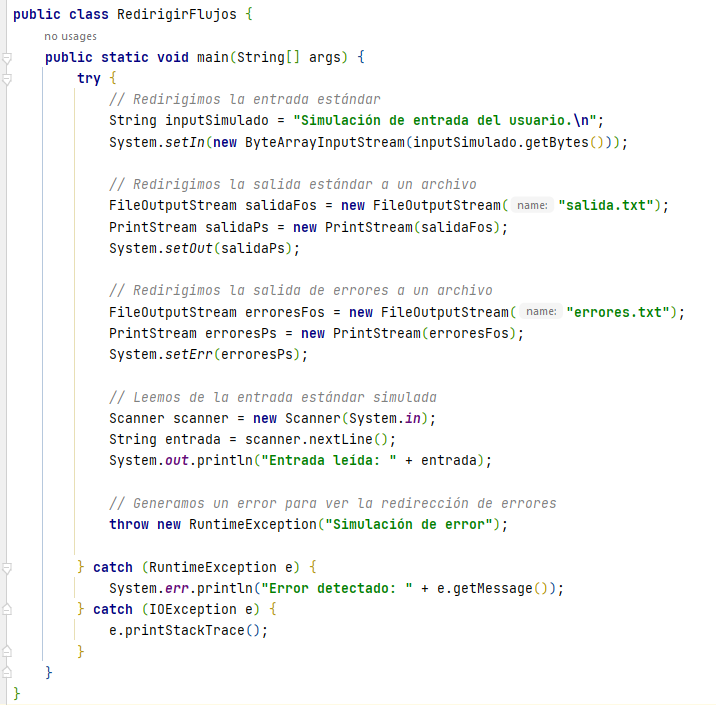 public class RedirigirFlujos {
no usages
public static void main(String[] args) {
try {
// Redirigimos la entrada estándar
String inputSimulado = "Simulación de entrada del usuario.\n";
System.setIn(new ByteArrayInputStream(inputSimulado.getBytes()));
// Redirigimos la salida estándar a un archivo
FileOutputStream salidaFos = new FileOutputStream( name: "salida.txt");
PrintStream salidaPs = new PrintStream(salidaFos);
System.setOut(salidaPs);
// Redirigimos la salida de errores a un archivo
FileOutputStream erroresFos = new FileOutputStream( name: "errores.txt");
PrintStream erroresPs = new PrintStream(erroresFos);
System.setErr(erroresPs);
// Leemos de la entrada estándar simulada
Scanner scanner = new Scanner(System.in);
String entrada = scanner.nextLine();
System.out.println("Entrada leída: " + entrada);
// Generamos un error para ver la redirección de errores
throw new RuntimeException("Simulación de error");
} catch (RuntimeException e) {
System.err.println("Error detectado: " + e.getMessage());
} catch (IOException e) {
e.printStackTrace();
}
}
}